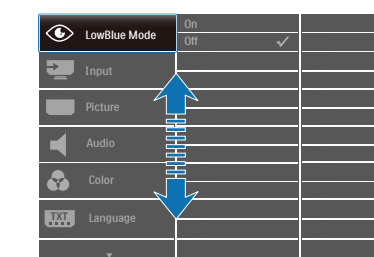 LowBlue Mode
On
Off
Input
Picture
Audio
Color
TXT
Language